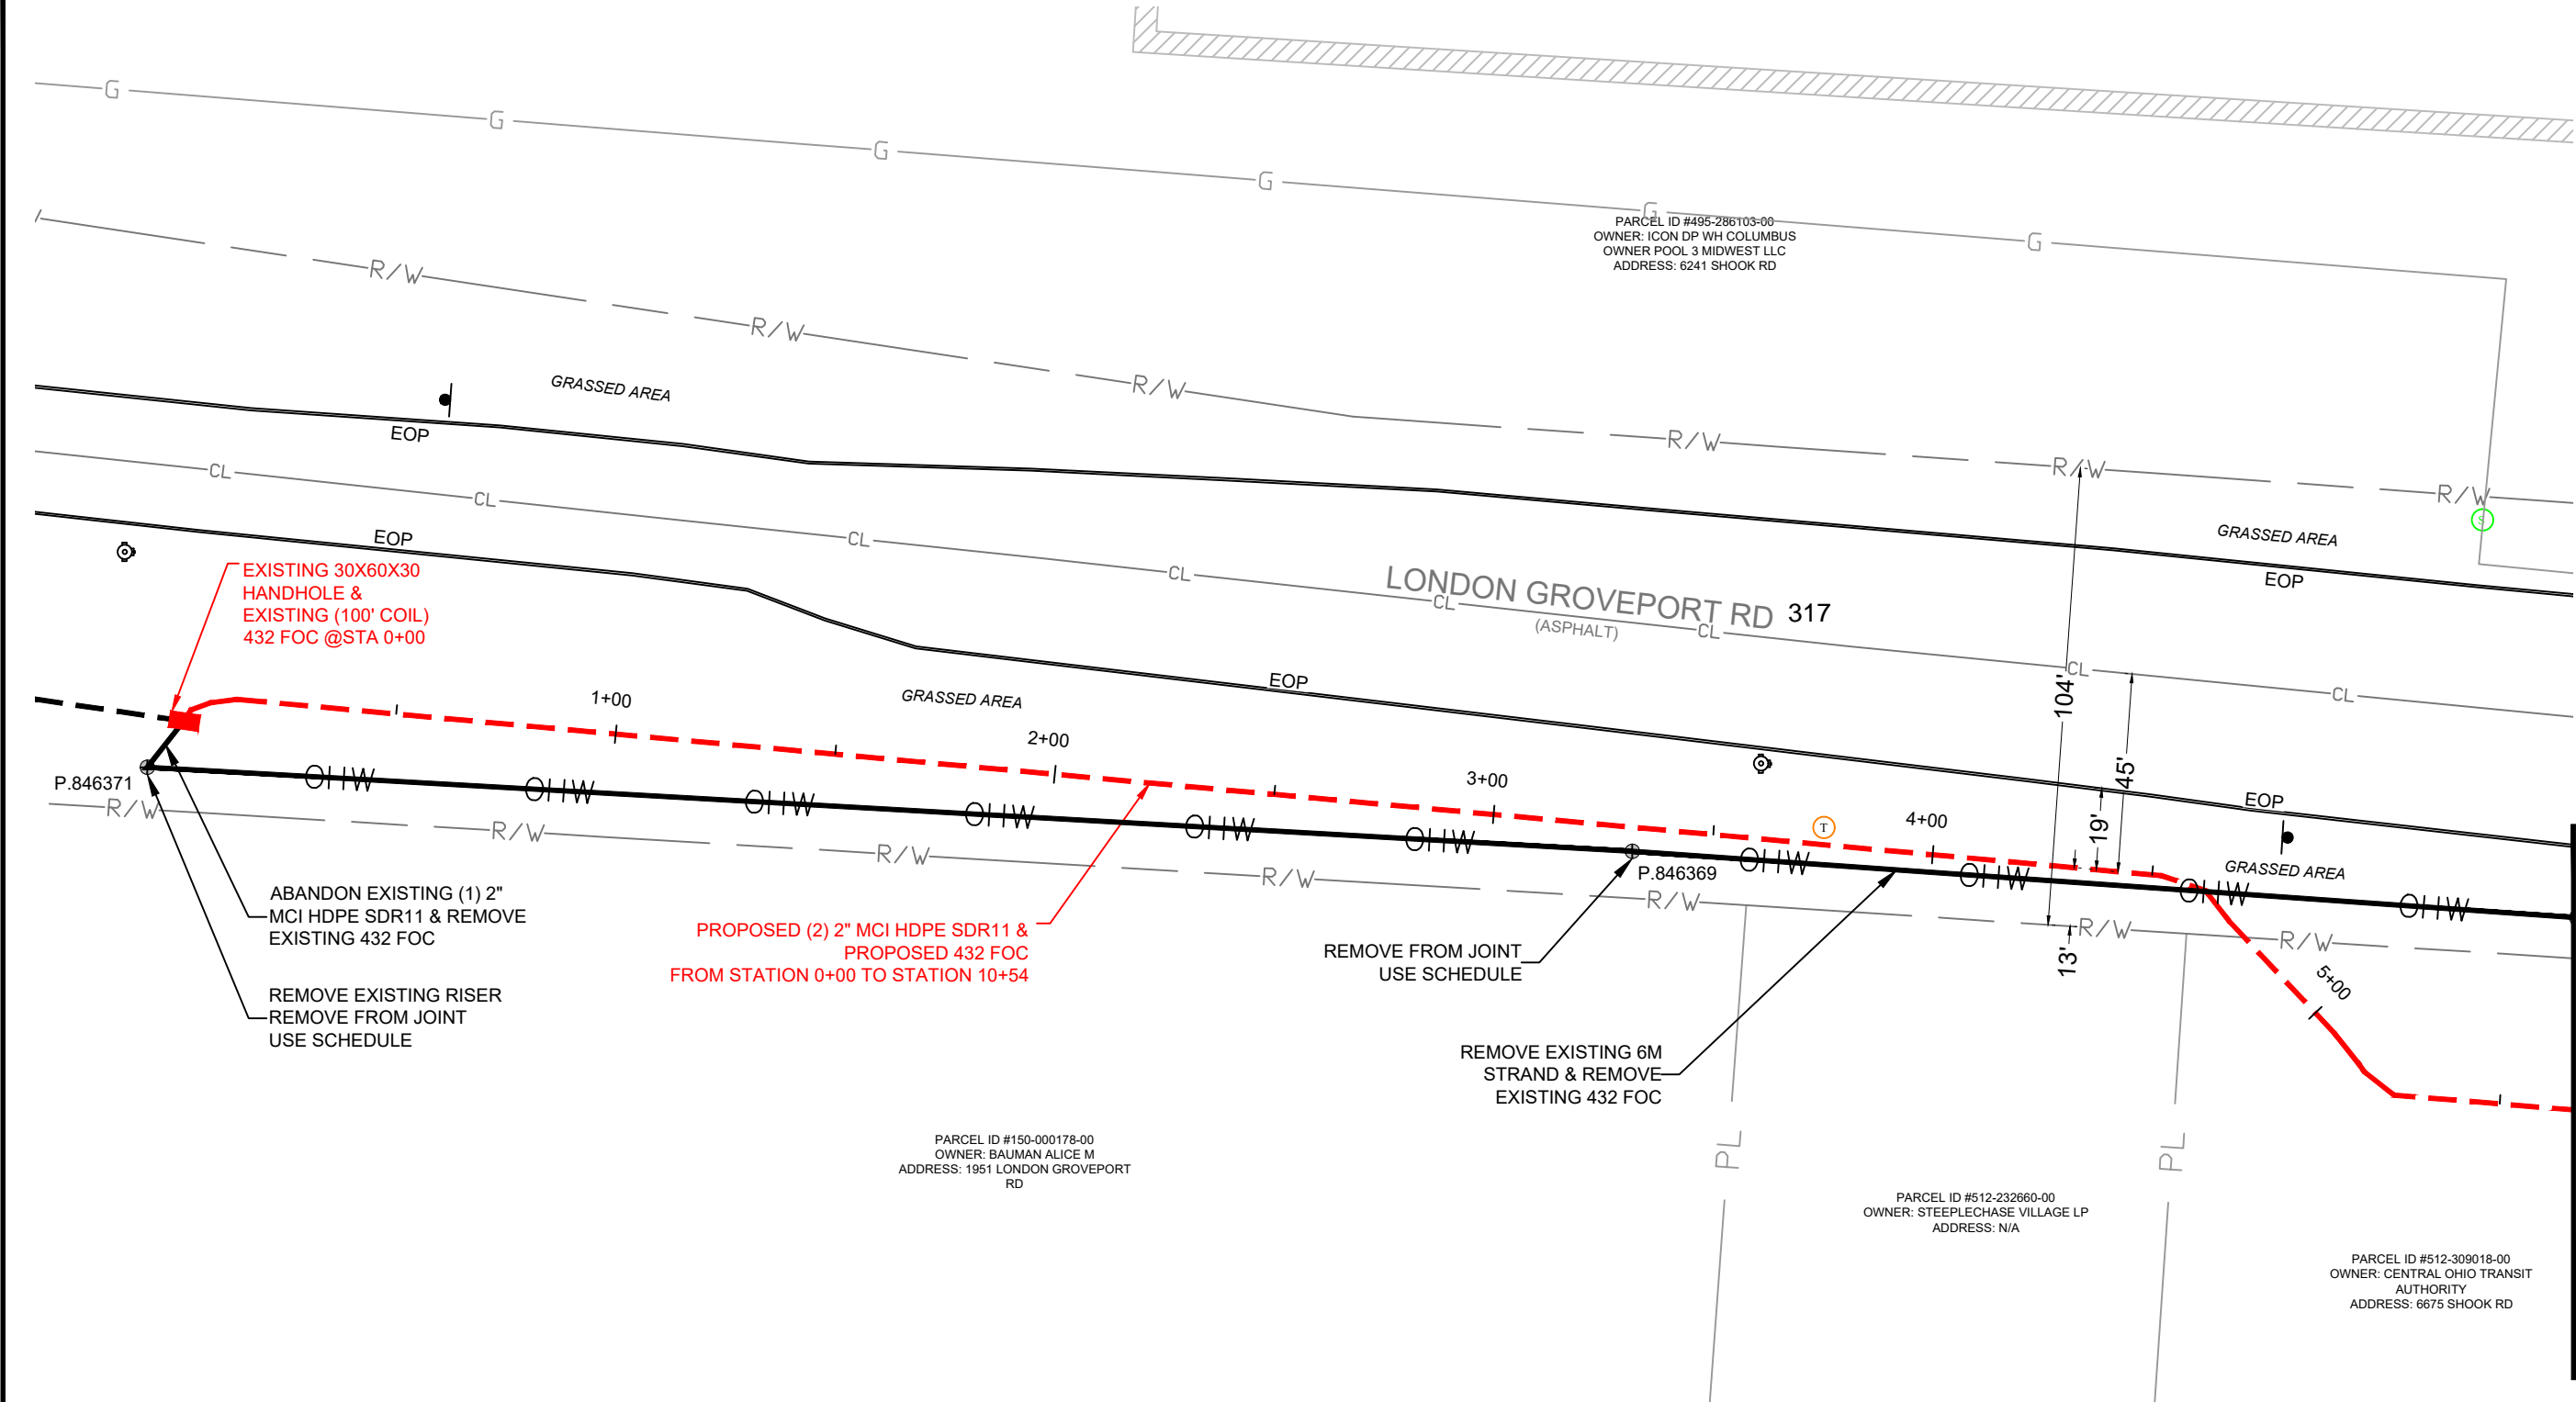 G
G
G
G
G
G
PARCEL ID #495-286103-00
OWNER: ICON DP WH COLUMBUS
OWNER POOL 3 MIDWEST LLC
ADDRESS: 6241 SHOOK RD
R/W
R/W
R/W
R/W
R/W
R/W
GRASSED AREA
EOP
GRASSED AREA
EOP
S
CL
CL
CL
CL
CL
CL
CL
CL
LONDON GROVEPORT RD 317
(ASPHALT)
EOP
EOP
EOP
EXISTING 30X60X30
HANDHOLE &
EXISTING (100' COIL)
432 FOC @STA 0+00
1+00
GRASSED AREA
2+00
3+00
T
4+00
104'
45'
19'
13'
GRASSED AREA
5+00
P.846371
OHW
OHW
OHW
OHW
OHW
OHW
P.846369
OHW
OHW
OHW
OHW
R/W
R/W
R/W
R/W
R/W
R/W
R/W
ABANDON EXISTING (1) 2"
MCI HDPE SDR11 & REMOVE
EXISTING 432 FOC
REMOVE EXISTING RISER
REMOVE FROM JOINT
USE SCHEDULE
PROPOSED (2) 2" MCI HDPE SDR11 &
PROPOSED 432 FOC
FROM STATION 0+00 TO STATION 10+54
REMOVE FROM JOINT
USE SCHEDULE
REMOVE EXISTING 6M
STRAND & REMOVE
EXISTING 432 FOC
PL
PL
PARCEL ID #150-000178-00
OWNER: BAUMAN ALICE M
ADDRESS: 1951 LONDON GROVEPORT
RD
PARCEL ID #512-232660-00
OWNER: STEEPLECHASE VILLAGE LP
ADDRESS: N/A
PARCEL ID #512-309018-00
OWNER: CENTRAL OHIO TRANSIT
AUTHORITY
ADDRESS: 6675 SHOOK RD